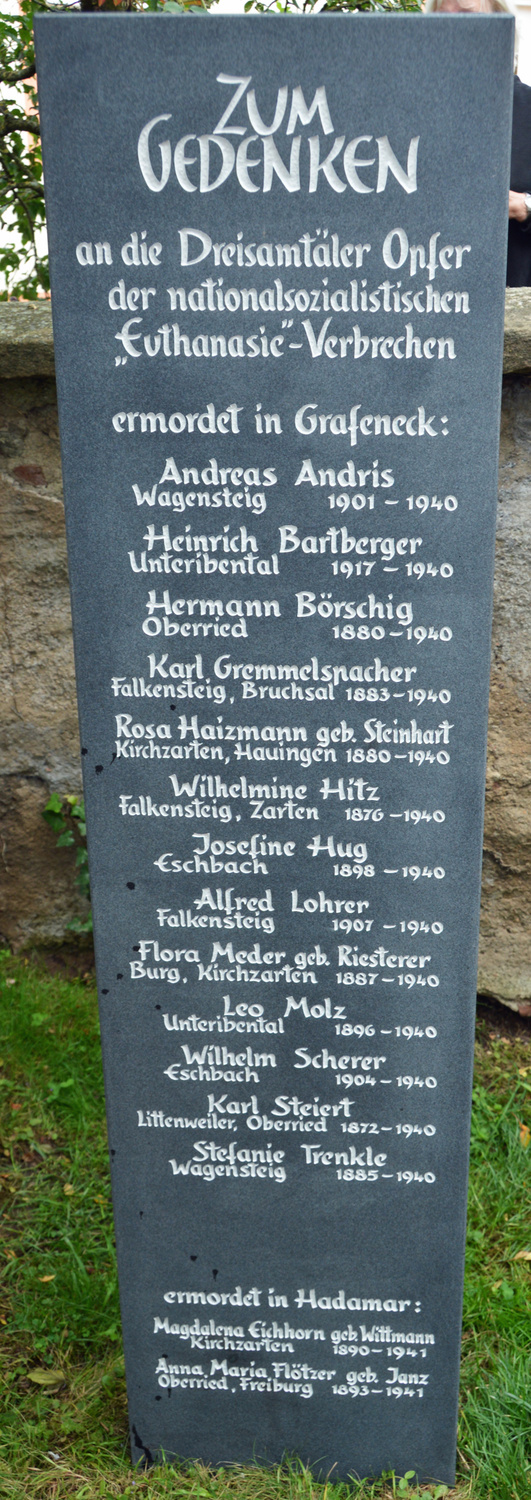 ZUM
GEDENKEN
an die Dreisamtäler Opfer
der nationalsozialistischen
„Euthanasie"-Verbrechen
ermordet in Grafeneck:
Andreas Andris
Wagensteig 1901 – 1940
Heinrich Bartberger
Unteribental 1917 – 1940
Hermann Börschig
Oberried 1880 – 1940
Karl Gremmelspacher
Falkensteig, Bruchsal 1883 – 1940
Rosa Haizmann geb. Steinhart
Kirchzarten, Hauingen 1880 – 1940
Wilhelmine Hitz
Falkensteig, Zarten 1876 – 1940
Josefine Hug
Eschbach 1898 – 1940
Alfred Lohrer
Falkensteig 1907 – 1940
Flora Meder geb. Riesterer
Burg, Kirchzarten 1887 – 1940
Leo Molz
Unteribental 1896 – 1940
Wilhelm Scherer
Eschbach 1904 – 1940
Karl Steiert
Littenweiler, Oberried 1872 – 1940
Stefanie Trenkle
Wagensteig 1885 – 1940
ermordet in Hadamar:
Magdalena Eichhorn geb. Wittmann
Kirchzarten 1890 – 1941
Anna Maria Flötzer geb. Janz
Oberried, Freiburg 1893 – 1941